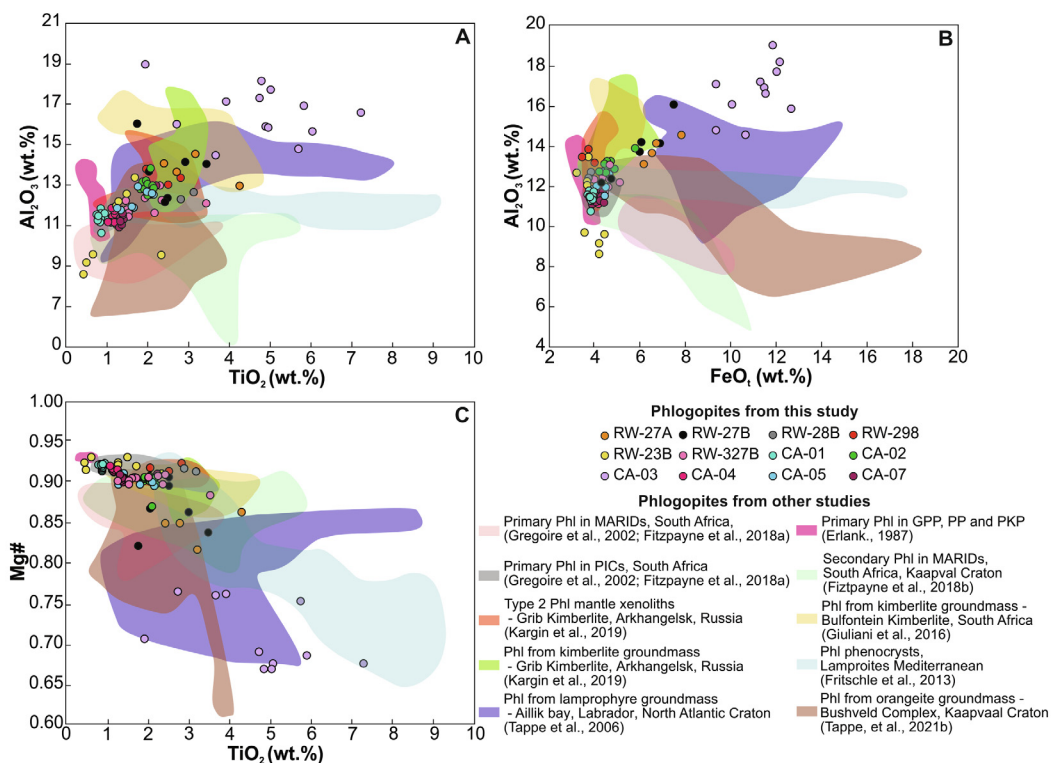 A
Al₂O₃ (wt.%)
21
19
17
15
13
11
9
7
0
0 1 2 3 4 5 6 7 8 9 10
TiO₂ (wt.%)
B
Al₂O₃ (wt.%)
20
18
16
14
12
10
8
6
4
2 4 6 8 10 12 14 16 18 20
FeOₜ (wt.%)
C
Mg#
1.00
0.95
0.90
0.85
0.80
0.75
0.70
0.65
0.60
0 1 2 3 4 5 6 7 8 9 10
TiO₂ (wt.%)
Phlogopites from this study
RW-27A RW-27B RW-28B RW-298
RW-23B RW-327B CA-01 CA-02
CA-03 CA-04 CA-05 CA-07
Phlogopites from other studies
Primary Phl in MARIDs, South Africa,
(Gregoire et al., 2002; Fitzpayne et al., 2018a)
Primary Phl in PICs, South Africa
(Gregoire et al., 2002; Fitzpayne et al., 2018a)
Type 2 Phl mantle xenoliths
- Grib Kimberlite, Arkhangelsk, Russia
(Kargin et al., 2019)
Phl from kimberlite groundmass
- Grib Kimberlite, Arkhangelsk, Russia
(Kargin et al., 2019)
Phl from lamprophyre groundmass
- Aillik bay, Labrador, North Atlantic Craton
(Tappe et al., 2006)
Primary Phl in GPP, PP and PKP
(Erlank., 1987)
Secondary Phl in MARIDs,
South Africa, Kaapval Craton
(Fiztpayne et al., 2018b)
Phl from kimberlite groundmass -
Bulfontein Kimberlite, South Africa
(Giuliani et al., 2016)
Phl phenocrysts,
Lamproites Mediterranean
(Fritschle et al., 2013)
Phl from orangeite groundmass -
Bushveld Complex, Kaapvaal Craton
(Tappe, et al., 2021b)